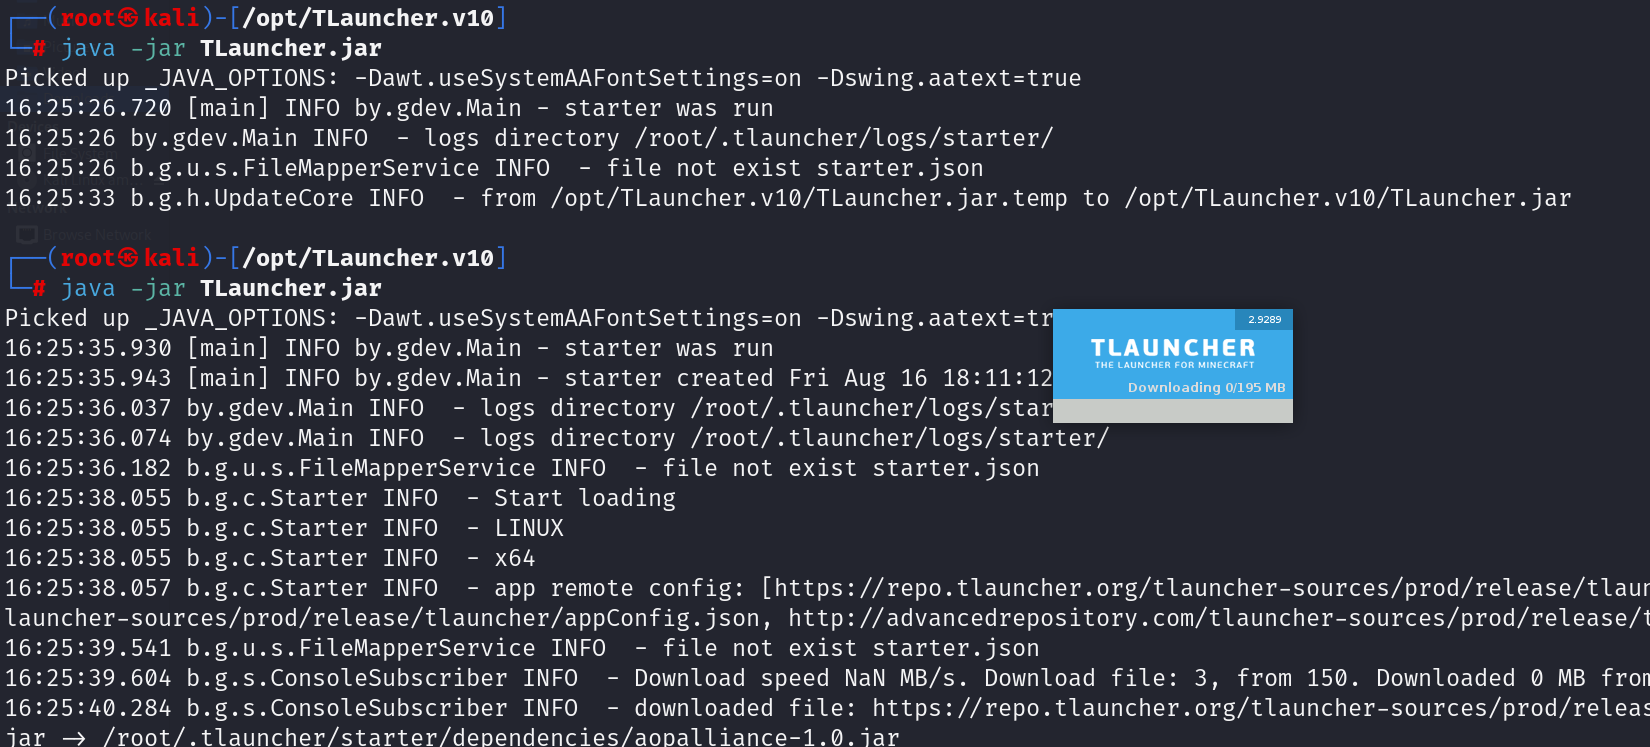 ┌──(root㉿kali)-[/opt/TLauncher.v10]
└─# java -jar TLauncher.jar
Picked up _JAVA_OPTIONS: -Dawt.useSystemAAFontSettings=on -Dswing.aatext=true
16:25:26.720 [main] INFO by.gdev.Main - starter was run
16:25:26 by.gdev.Main INFO  - logs directory /root/.tlauncher/logs/starter/
16:25:26 b.g.u.s.FileMapperService INFO  - file not exist starter.json
16:25:33 b.g.h.UpdateCore INFO  - from /opt/TLauncher.v10/TLauncher.jar.temp to /opt/TLauncher.v10/TLauncher.jar
Browse Network
┌──(root㉿kali)-[/opt/TLauncher.v10]
└─# java -jar TLauncher.jar
Picked up _JAVA_OPTIONS: -Dawt.useSystemAAFontSettings=on -Dswing.aatext=tr
2.9289
16:25:35.930 [main] INFO by.gdev.Main - starter was run
TLAUNCHER
THE LAUNCHER FOR MINECRAFT
16:25:35.943 [main] INFO by.gdev.Main - starter created Fri Aug 16 18:11:12
Downloading 0/195 MB
16:25:36.037 by.gdev.Main INFO  - logs directory /root/.tlauncher/logs/star
16:25:36.074 by.gdev.Main INFO  - logs directory /root/.tlauncher/logs/starter/
16:25:36.182 b.g.u.s.FileMapperService INFO  - file not exist starter.json
16:25:38.055 b.g.c.Starter INFO  - Start loading
16:25:38.055 b.g.c.Starter INFO  - LINUX
16:25:38.055 b.g.c.Starter INFO  - x64
16:25:38.057 b.g.c.Starter INFO  - app remote config: [https://repo.tlauncher.org/tlauncher-sources/prod/release/tlaun
launcher-sources/prod/release/tlauncher/appConfig.json, http://advancedrepository.com/tlauncher-sources/prod/release/t
16:25:39.541 b.g.u.s.FileMapperService INFO  - file not exist starter.json
16:25:39.604 b.g.s.ConsoleSubscriber INFO  - Download speed NaN MB/s. Download file: 3, from 150. Downloaded 0 MB from
16:25:40.284 b.g.s.ConsoleSubscriber INFO  - downloaded file: https://repo.tlauncher.org/tlauncher-sources/prod/releas
jar -> /root/.tlauncher/starter/dependencies/aopalliance-1.0.jar